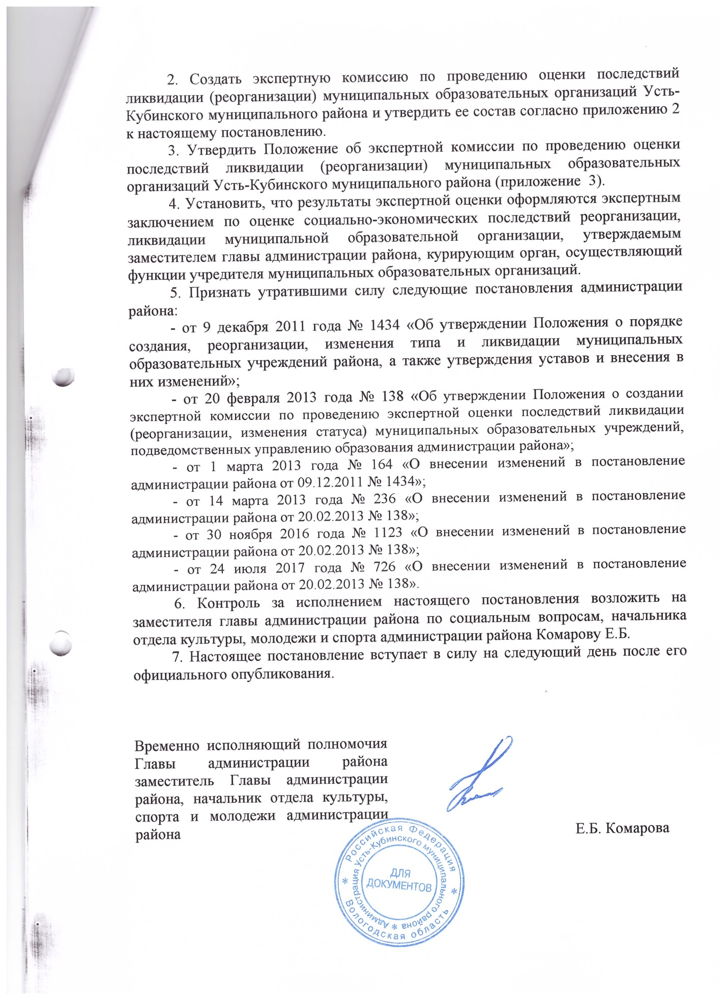 2. Создать экспертную комиссию по проведению оценки последствий
ликвидации (реорганизации) муниципальных образовательных организаций Усть-
Кубинского муниципального района и утвердить ее состав согласно приложению 2
к настоящему постановлению.
3. Утвердить Положение об экспертной комиссии по проведению оценки
последствий ликвидации (реорганизации) муниципальных образовательных
организаций Усть-Кубинского муниципального района (приложение 3).
4. Установить, что результаты экспертной оценки оформляются экспертным
заключением по оценке социально-экономических последствий реорганизации,
ликвидации муниципальной образовательной организации, утверждаемым
заместителем главы администрации района, курирующим орган, осуществляющий
функции учредителя муниципальных образовательных организаций.
5. Признать утратившими силу следующие постановления администрации
района:
- от 9 декабря 2011 года № 1434 «Об утверждении Положения о порядке
создания, реорганизации, изменения типа и ликвидации муниципальных
образовательных учреждений района, а также утверждения уставов и внесения в
них изменений»;
- от 20 февраля 2013 года № 138 «Об утверждении Положения о создании
экспертной комиссии по проведению экспертной оценки последствий ликвидации
(реорганизации, изменения статуса) муниципальных образовательных учреждений,
подведомственных управлению образования администрации района»;
- от 1 марта 2013 года № 164 «О внесении изменений в постановление
администрации района от 09.12.2011 № 1434»;
- от 14 марта 2013 года № 236 «О внесении изменений в постановление
администрации района от 20.02.2013 № 138»;
- от 30 ноября 2016 года № 1123 «О внесении изменений в постановление
администрации района от 20.02.2013 № 138»;
- от 24 июля 2017 года № 726 «О внесении изменений в постановление
администрации района от 20.02.2013 № 138».
6. Контроль за исполнением настоящего постановления возложить на
заместителя главы администрации района по социальным вопросам, начальника
отдела культуры, молодежи и спорта администрации района Комарову Е.Б.
7. Настоящее постановление вступает в силу на следующий день после его
официального опубликования.
Временно исполняющий полномочия
Главы администрации района
заместитель Главы администрации
района, начальник отдела культуры,
спорта и молодежи администрации
района Е.Б. Комарова
Российская Федерация
* Вологодская область *
Администрация Усть-Кубинского муниципального района *
ДЛЯ
ДОКУМЕНТОВ